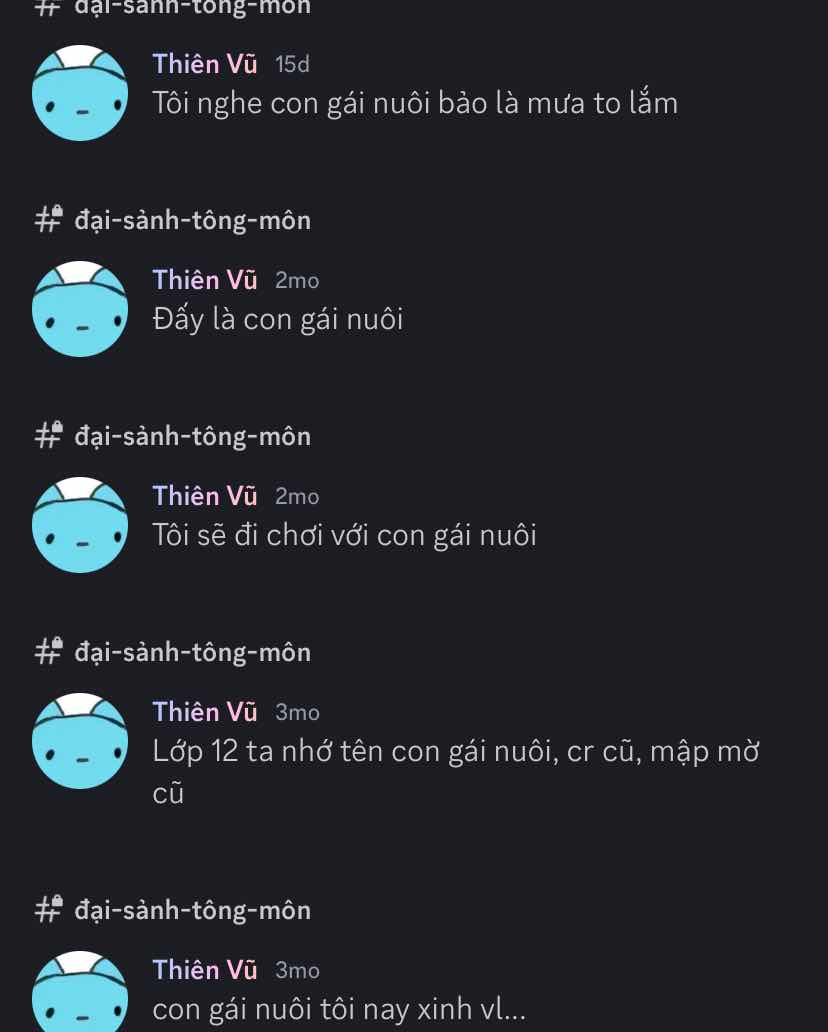 # đại-sảnh-tông-môn
Thiên Vũ 15d
Tôi nghe con gái nuôi bảo là mưa to lắm
# đại-sảnh-tông-môn
Thiên Vũ 2mo
Đấy là con gái nuôi
# đại-sảnh-tông-môn
Thiên Vũ 2mo
Tôi sẽ đi chơi với con gái nuôi
# đại-sảnh-tông-môn
Thiên Vũ 3mo
Lớp 12 ta nhớ tên con gái nuôi, cr cũ, mập mờ
cũ
# đại-sảnh-tông-môn
Thiên Vũ 3mo
con gái nuôi tôi nay xinh vl...